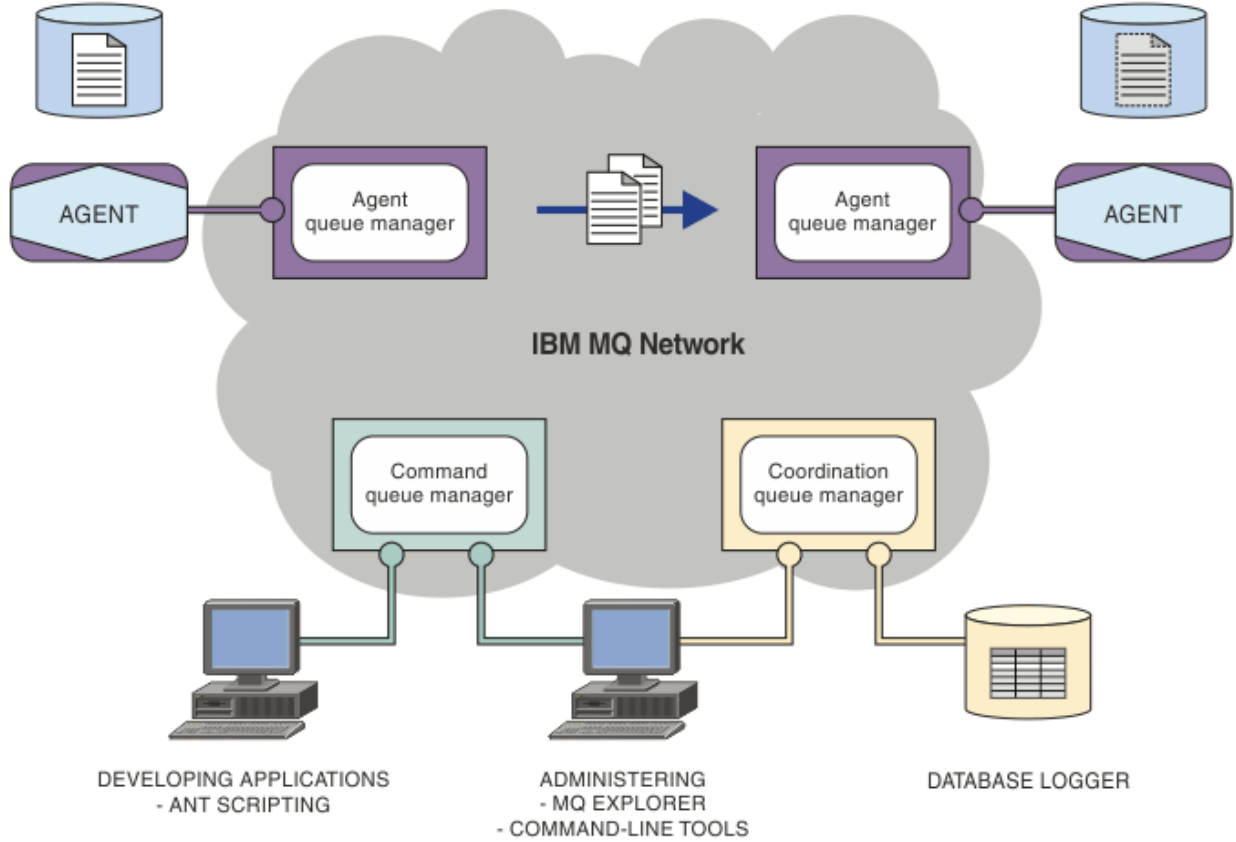 AGENT
Agent
queue manager
Agent
queue manager
AGENT
IBM MQ Network
Command
queue manager
Coordination
queue manager
DEVELOPING APPLICATIONS
- ANT SCRIPTING
ADMINISTERING
- MQ EXPLORER
- COMMAND-LINE TOOLS
DATABASE LOGGER